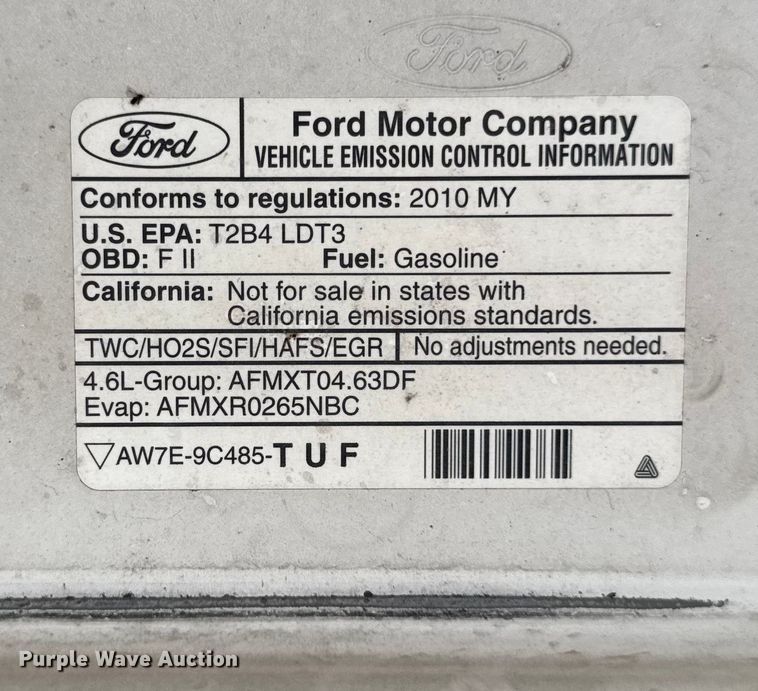 Ford
Ford
Ford Motor Company
VEHICLE EMISSION CONTROL INFORMATION
Conforms to regulations: 2010 MY
U.S. EPA: T2B4 LDT3
OBD: F II Fuel: Gasoline
California: Not for sale in states with
California emissions standards.
TWC/HO2S/SFI/HAFS/EGR No adjustments needed.
4.6L-Group: AFMXT04.63DF
Evap: AFMXR0265NBC
AW7E-9C485-TUF
Purple Wave Auction